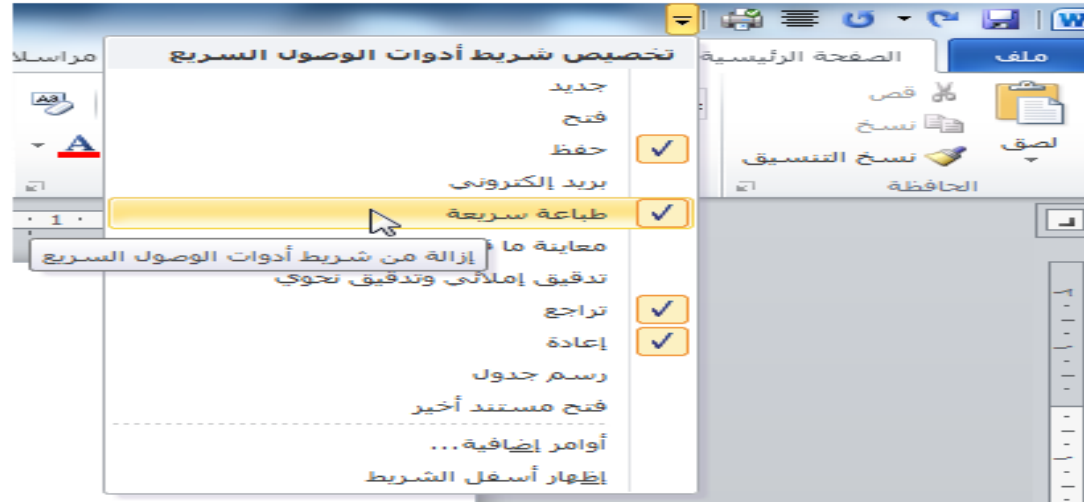 W
ملف
الصفحة الرئيسية
لصق
قص
نسخ
نسخ التنسيق
الحافظة
تخصيص شريط أدوات الوصول السريع
جديد
فتح
حفظ
بريد إلكتروني
طباعة سريعة
معاينة ما
إزالة من شريط أدوات الوصول السريع
تدقيق إملائي وتدقيق نحوي
تراجع
إعادة
رسم جدول
فتح مستند أخير
أوامر إضافية...
إظهار أسفل الشريط
Aa
A
1